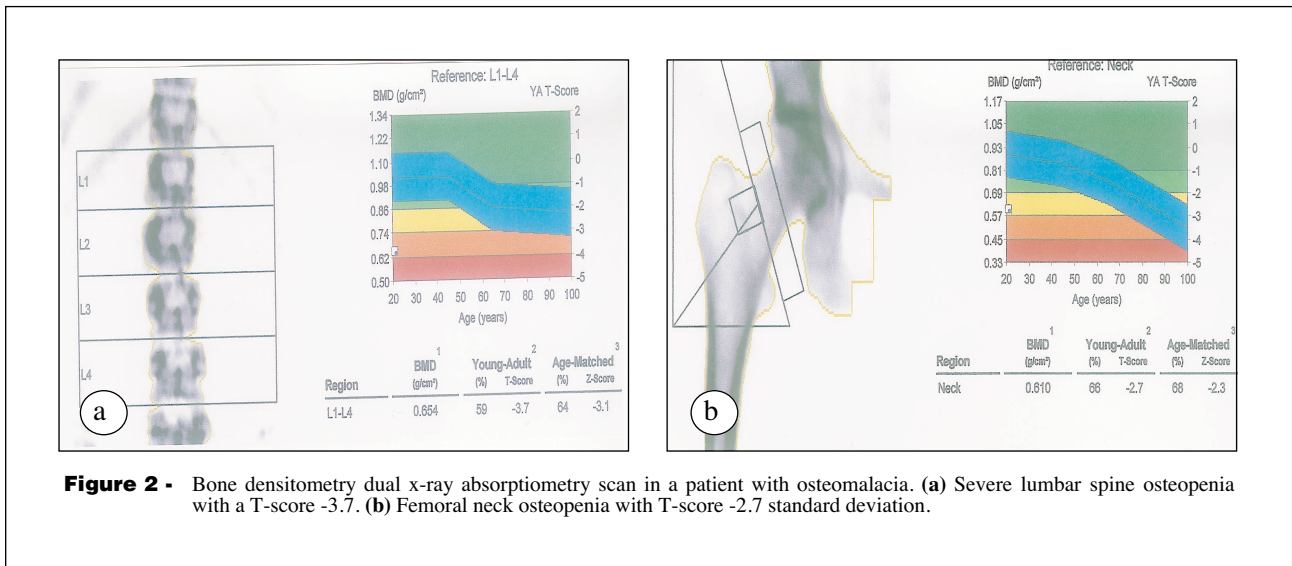 Reference: L1-L4
BMD (g/cm²) YA T-Score
1.34 2
1.22 1
1.10 0
0.98 -1
0.86 -2
0.74 -3
0.62 -4
0.50 -5
20 30 40 50 60 70 80 90 100
Age (years)
L1
L2
L3
L4
1 2 3
BMD Young-Adult Age-Matched
Region (g/cm²) (%) T-Score (%) Z-Score
L1-L4 0.654 59 -3.7 64 -3.1
a
Reference: Neck
BMD (g/cm²) YA T-Score
1.17 2
1.05 1
0.93 0
0.81 -1
0.69 -2
0.57 -3
0.45 -4
0.33 -5
20 30 40 50 60 70 80 90 100
Age (years)
1 2 3
BMD Young-Adult Age-Matched
Region (g/cm²) (%) T-Score (%) Z-Score
Neck 0.610 66 -2.7 68 -2.3
b
Figure 2 - Bone densitometry dual x-ray absorptiometry scan in a patient with osteomalacia. (a) Severe lumbar spine osteopenia
with a T-score -3.7. (b) Femoral neck osteopenia with T-score -2.7 standard deviation.